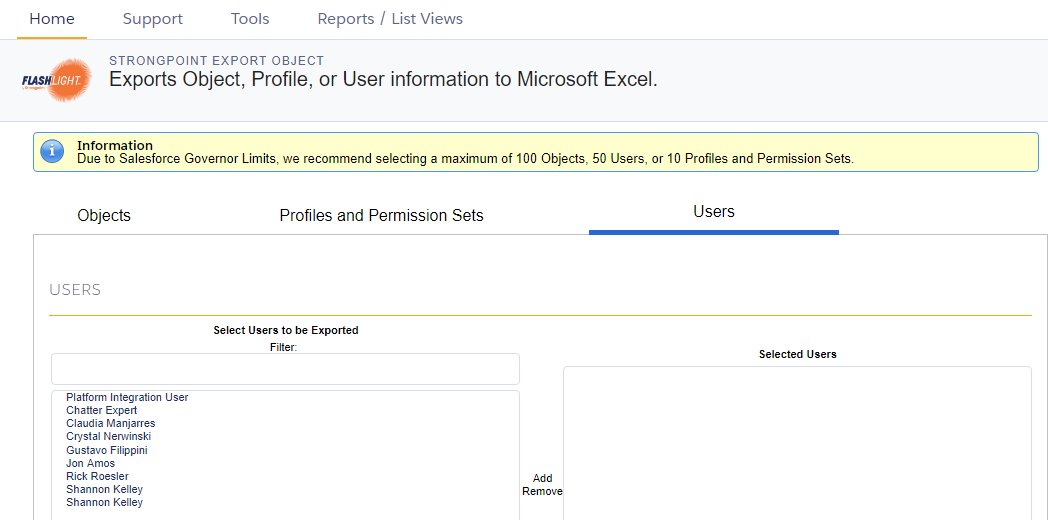 Home Support Tools Reports / List Views
FLASHLIGHT
STRONGPOINT EXPORT OBJECT
Exports Object, Profile, or User information to Microsoft Excel.
Information
Due to Salesforce Governor Limits, we recommend selecting a maximum of 100 Objects, 50 Users, or 10 Profiles and Permission Sets.
Objects Profiles and Permission Sets Users
USERS
Select Users to be Exported
Filter:
Selected Users
Platform Integration User
Chatter Expert
Claudia Manjarres
Crystal Nerwinski
Gustavo Filippini
Jon Amos
Rick Roesler
Shannon Kelley
Shannon Kelley
Add
Remove